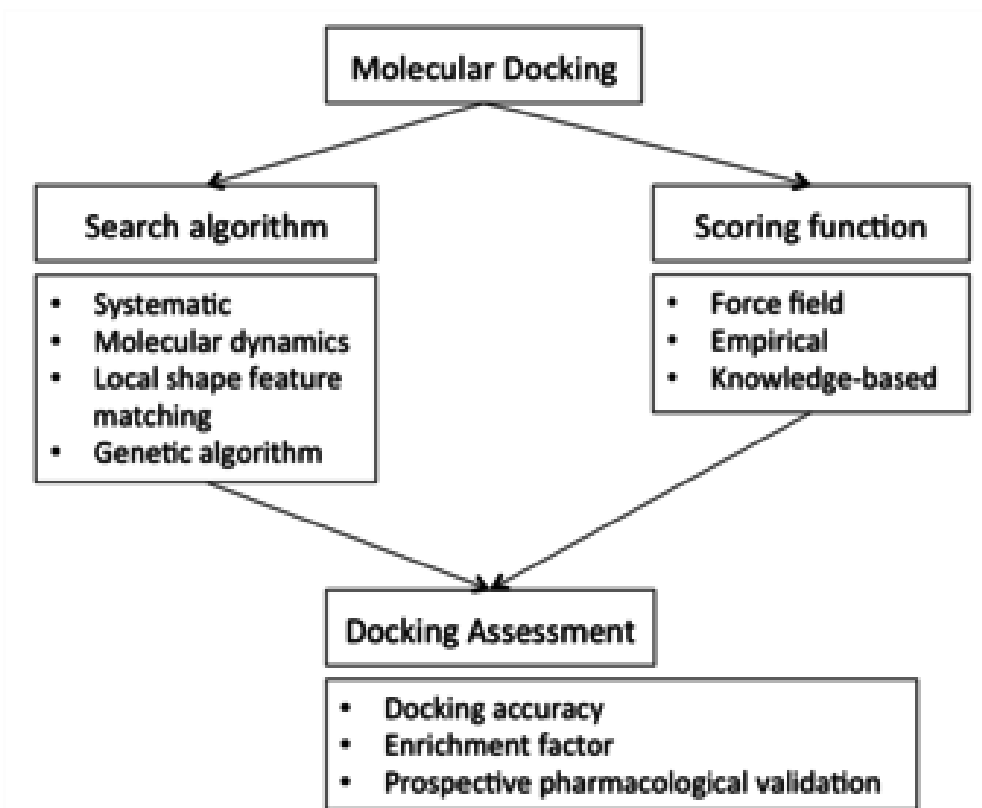 Molecular Docking
Search algorithm
• Systematic
• Molecular dynamics
• Local shape feature
matching
• Genetic algorithm
Scoring function
• Force field
• Empirical
• Knowledge-based
Docking Assessment
• Docking accuracy
• Enrichment factor
• Prospective pharmacological validation